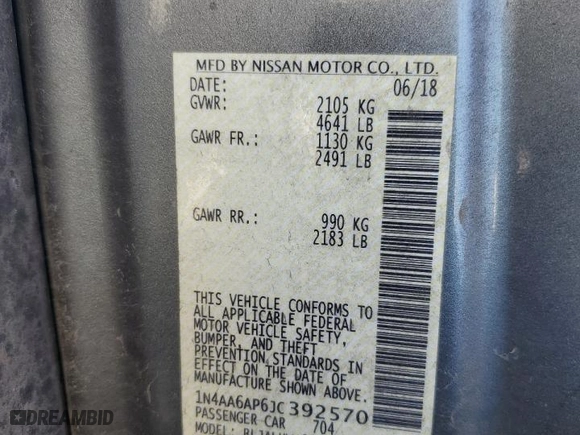 MFD BY NISSAN MOTOR CO., LTD.
DATE: 06/18
GVWR: 2105 KG
4641 LB
GAWR FR.: 1130 KG
2491 LB
GAWR RR.: 990 KG
2183 LB
THIS VEHICLE CONFORMS TO
ALL APPLICABLE FEDERAL
MOTOR VEHICLE SAFETY,
BUMPER, AND THEFT
PREVENTION STANDARDS IN
EFFECT ON THE DATE OF
MANUFACTURE SHOWN ABOVE.
1N4AA6AP6JC392570
PASSENGER CAR 704
MODEL:
© AUTOBIDMASTER
FREADREAMBID